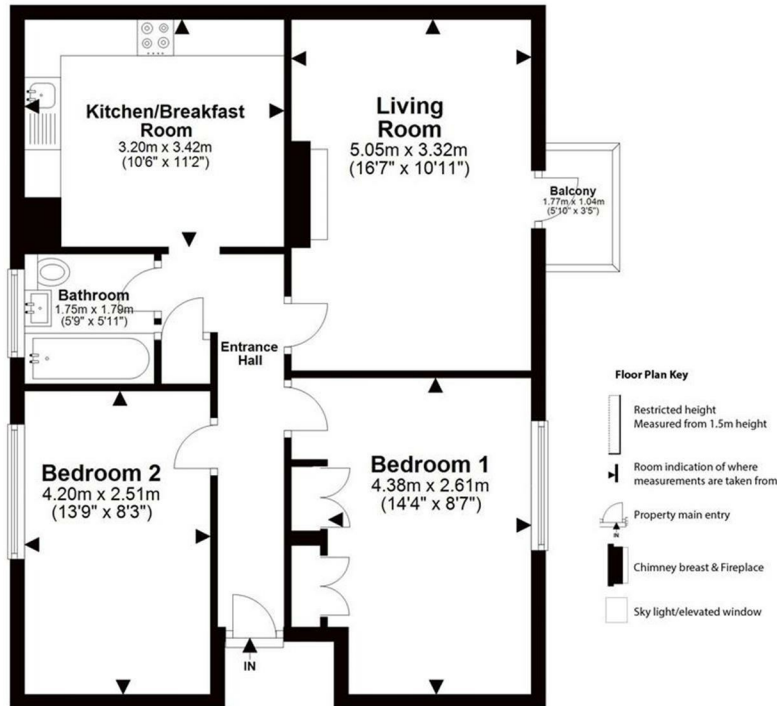 Kitchen/Breakfast
Room
3.20m x 3.42m
(10'6" x 11'2")
Living
Room
5.05m x 3.32m
(16'7" x 10'11")
Balcony
1.77m x 1.04m
(5'10" x 3'5")
Bathroom
1.75m x 1.79m
(5'9" x 5'11")
Entrance
Hall
Bedroom 2
4.20m x 2.51m
(13'9" x 8'3")
Bedroom 1
4.38m x 2.61m
(14'4" x 8'7")
IN
Floor Plan Key
Restricted height
Measured from 1.5m height
Room indication of where
measurements are taken from
Property main entry
IN
Chimney breast & Fireplace
Sky light/elevated window